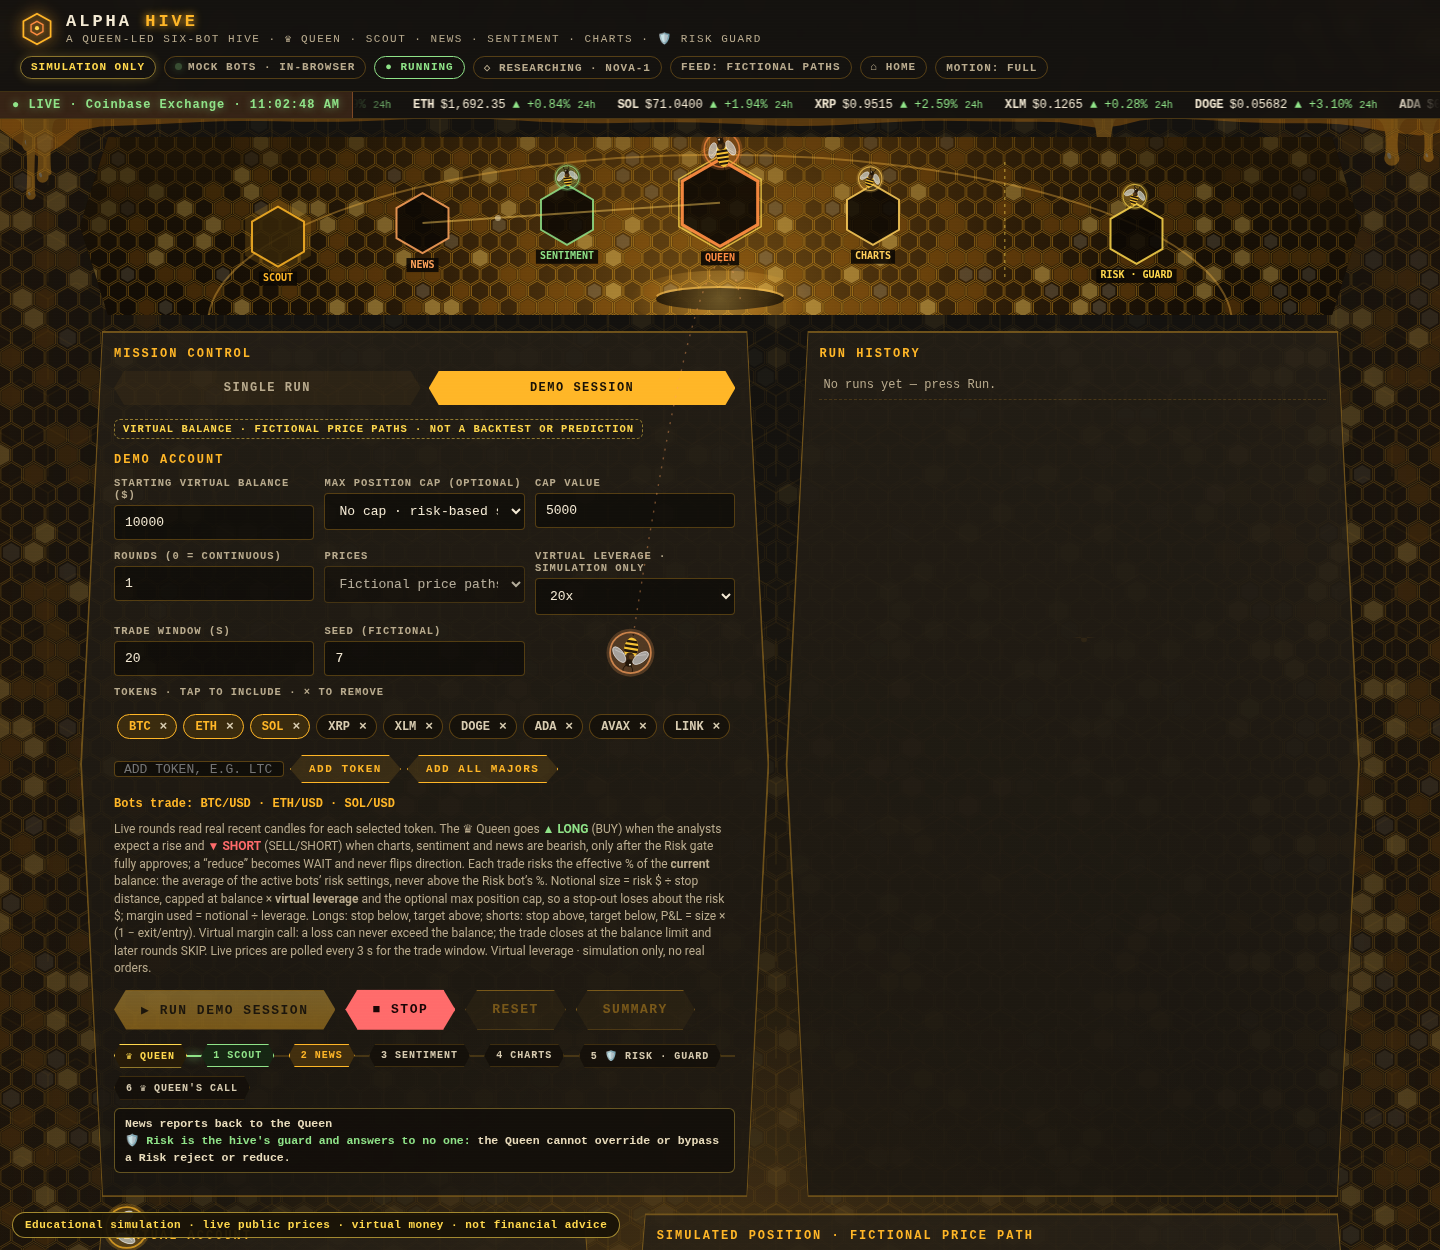 ALPHA HIVE
A QUEEN-LED SIX-BOT HIVE · ♛ QUEEN · SCOUT · NEWS · SENTIMENT · CHARTS · 🛡️ RISK GUARD
SIMULATION ONLY
MOCK BOTS · IN-BROWSER
● RUNNING
◇ RESEARCHING · NOVA-1
FEED: FICTIONAL PATHS
⌂ HOME
MOTION: FULL
● LIVE · Coinbase Exchange · 11:02:48 AM
% 24h ETH $1,692.35 ▲ +0.84% 24h SOL $71.0400 ▲ +1.94% 24h XRP $0.9515 ▲ +2.59% 24h XLM $0.1265 ▲ +0.28% 24h DOGE $0.05682 ▲ +3.10% 24h ADA
SCOUT
NEWS
SENTIMENT
QUEEN
CHARTS
RISK · GUARD
MISSION CONTROL
SINGLE RUN
DEMO SESSION
VIRTUAL BALANCE · FICTIONAL PRICE PATHS · NOT A BACKTEST OR PREDICTION
DEMO ACCOUNT
STARTING VIRTUAL BALANCE
($)
10000
MAX POSITION CAP (OPTIONAL)
No cap · risk-based
CAP VALUE
5000
ROUNDS (0 = CONTINUOUS)
1
PRICES
Fictional price paths
VIRTUAL LEVERAGE ·
SIMULATION ONLY
20x
TRADE WINDOW (S)
20
SEED (FICTIONAL)
7
TOKENS · TAP TO INCLUDE · × TO REMOVE
BTC × ETH × SOL × XRP × XLM × DOGE × ADA × AVAX × LINK ×
ADD TOKEN, E.G. LTC
ADD TOKEN
ADD ALL MAJORS
Bots trade: BTC/USD · ETH/USD · SOL/USD
Live rounds read real recent candles for each selected token. The ♛ Queen goes ▲ LONG (BUY) when the analysts
expect a rise and ▼ SHORT (SELL/SHORT) when charts, sentiment and news are bearish, only after the Risk gate
fully approves; a “reduce” becomes WAIT and never flips direction. Each trade risks the effective % of the current
balance: the average of the active bots’ risk settings, never above the Risk bot’s %. Notional size = risk $ ÷ stop
distance, capped at balance × virtual leverage and the optional max position cap, so a stop-out loses about the risk
$; margin used = notional ÷ leverage. Longs: stop below, target above; shorts: stop above, target below, P&L = size ×
(1 − exit/entry). Virtual margin call: a loss can never exceed the balance; the trade closes at the balance limit and
later rounds SKIP. Live prices are polled every 3 s for the trade window. Virtual leverage · simulation only, no real
orders.
▶ RUN DEMO SESSION
■ STOP
RESET
SUMMARY
♛ QUEEN
1 SCOUT
2 NEWS
3 SENTIMENT
4 CHARTS
5 🛡️ RISK · GUARD
6 ♛ QUEEN'S CALL
News reports back to the Queen
🛡️ Risk is the hive's guard and answers to no one: the Queen cannot override or bypass
a Risk reject or reduce.
RUN HISTORY
No runs yet — press Run.
Educational simulation · live public prices · virtual money · not financial advice
SIMULATED POSITION · FICTIONAL PRICE PATH